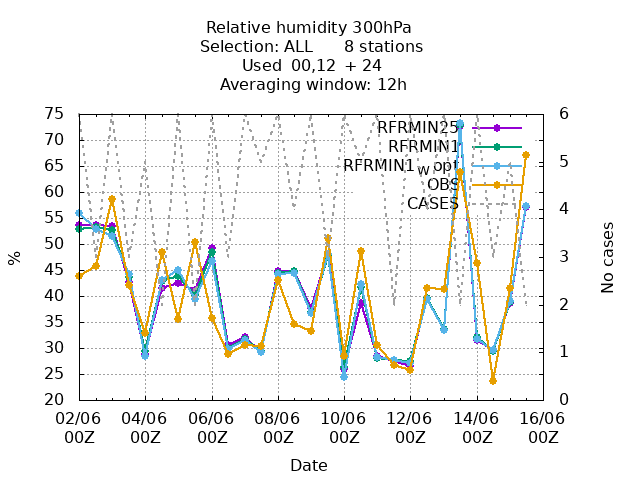 Relative humidity 300hPa
Selection: ALL 8 stations
Used 00,12 + 24
Averaging window: 12h
75
70
65
60
55
50
45
40
35
30
25
20
%
6
5
4
3
2
1
0
No cases
RFRMIN25
RFRMIN1
RFRMIN1_W_opt
OBS
CASES
02/06 04/06 06/06 08/06 10/06 12/06 14/06 16/06
00Z 00Z 00Z 00Z 00Z 00Z 00Z 00Z
Date